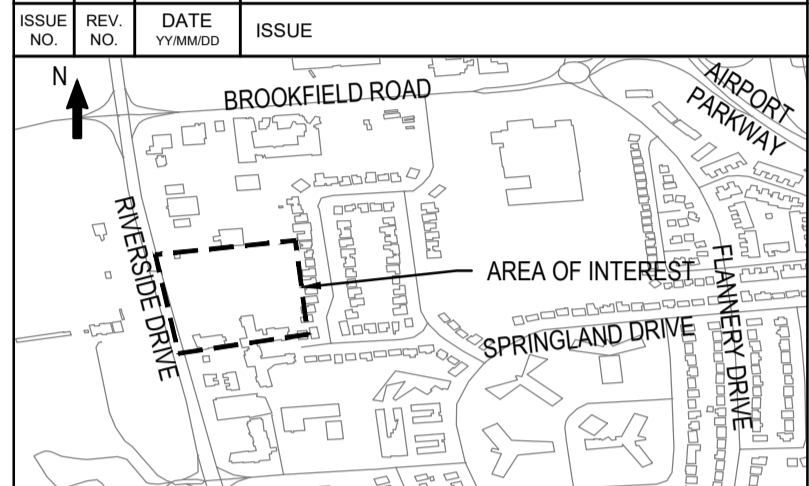 ISSUE NO.
REV. NO.
DATE YY/MM/DD
ISSUE
N
BROOKFIELD ROAD
AIRPORT
PARKWAY
RIVERSIDE DRIVE
AREA OF INTEREST
FLANNERY DRIVE
SPRINGLAND DRIVE